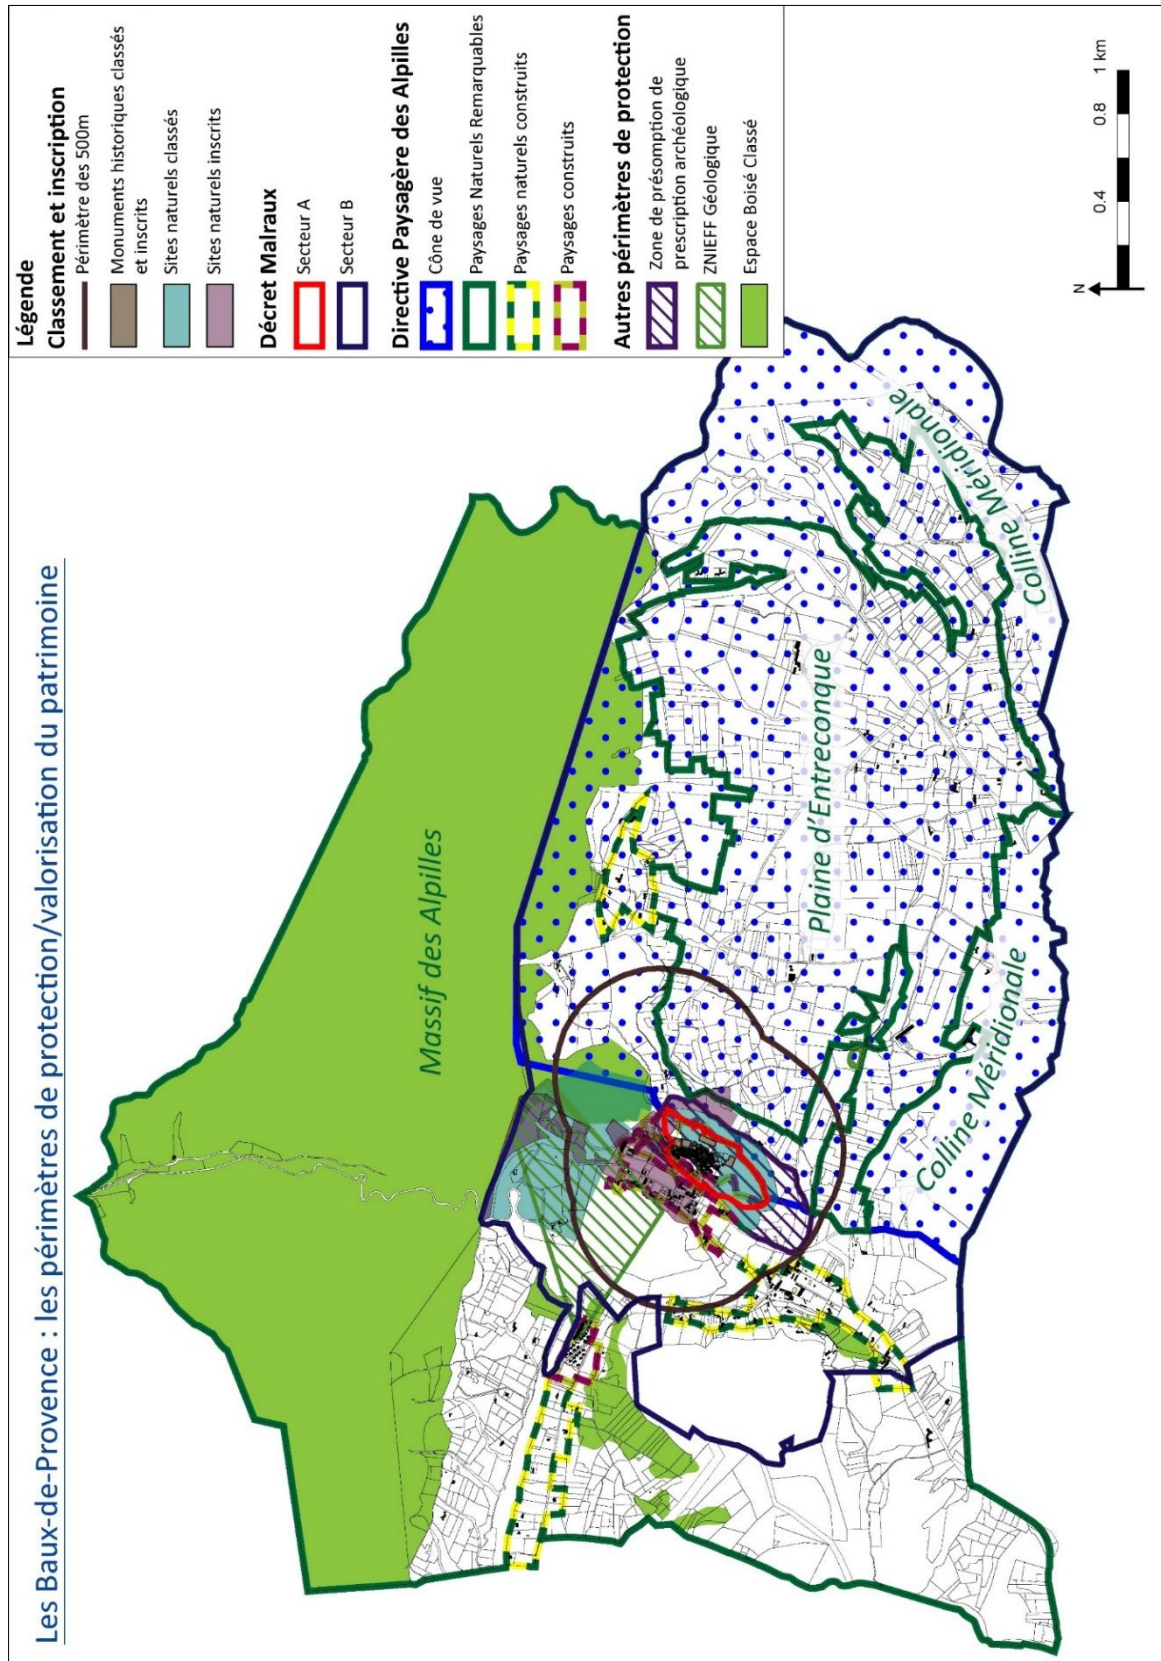 Les Baux-de-Provence : les périmètres de protection/valorisation du patrimoine
Légende
Classement et inscription
Périmètre des 500m
Monuments historiques classés
et inscrits
Sites naturels classés
Sites naturels inscrits
Décret Malraux
Secteur A
Secteur B
Directive Paysagère des Alpilles
Cône de vue
Paysages Naturels Remarquables
Paysages naturels construits
Paysages construits
Autres périmètres de protection
Zone de présomption de
prescription archéologique
ZNIEFF Géologique
Espace Boisé Classé
Massif des Alpilles
Plaine d'Entreconque
Colline Méridionale
Colline Méridionale
N
0.4
0.8
1 km